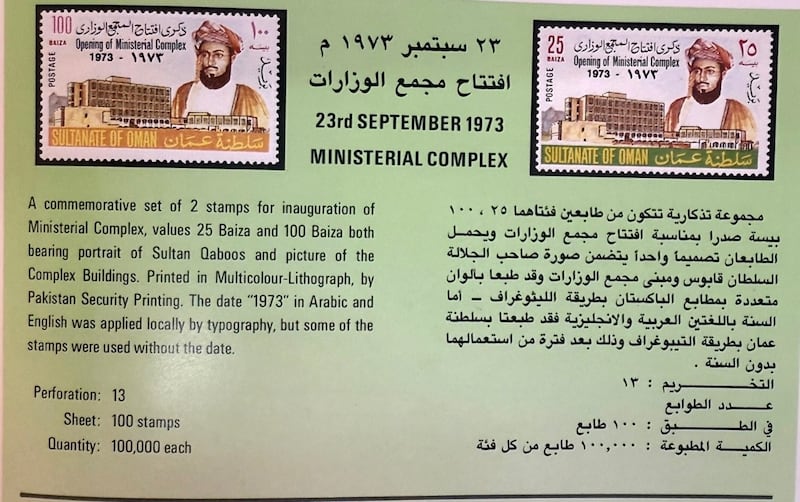 100
BAIZA
ذكرى افتتاح المجمع الوزاري
١٠٠
بيسه
Opening of Ministerial Complex
1973 - ١٩٧٣
POSTAGE
بريد
SULTANATE OF OMAN سلطنة عمان
٢٣ سبتمبر ١٩٧٣ م
افتتاح مجمع الوزارات
23rd SEPTEMBER 1973
MINISTERIAL COMPLEX
25
BAIZA
ذكرى افتتاح المجمع الوزاري
٢٥
بيسه
Opening of Ministerial Complex
1973 - ١٩٧٣
POSTAGE
بريد
SULTANATE OF OMAN سلطنة عمان
A commemorative set of 2 stamps for inauguration of
Ministerial Complex, values 25 Baiza and 100 Baiza both
bearing portrait of Sultan Qaboos and picture of the
Complex Buildings. Printed in Multicolour-Lithograph, by
Pakistan Security Printing. The date "1973" in Arabic and
English was applied locally by typography, but some of the
stamps were used without the date.
Perforation: 13
Sheet: 100 stamps
Quantity: 100,000 each
مجموعة تذكارية تتكون من طابعين فئتاهما ٢٥ ، ١٠٠
بيسة صدرا بمناسبة افتتاح مجمع الوزارات ويحمل
الطابعان تصميماً واحداً يتضمن صورة صاحب الجلالة
السلطان قابوس ومبنى مجمع الوزارات وقد طبعا بألوان
متعددة بمطابع الباكستان بطريقة الليثوغراف – أما
السنة باللغتين العربية والانجليزية فقد طبعتا بسلطنة
عمان بطريقة التيبوغراف وذلك بعد فترة من استعمالهما
بدون السنة .
التخريم : ١٣
عدد الطوابع
في الطبق : ١٠٠ طابع
الكمية المطبوعة : ١٠٠,٠٠٠ طابع من كل فئة